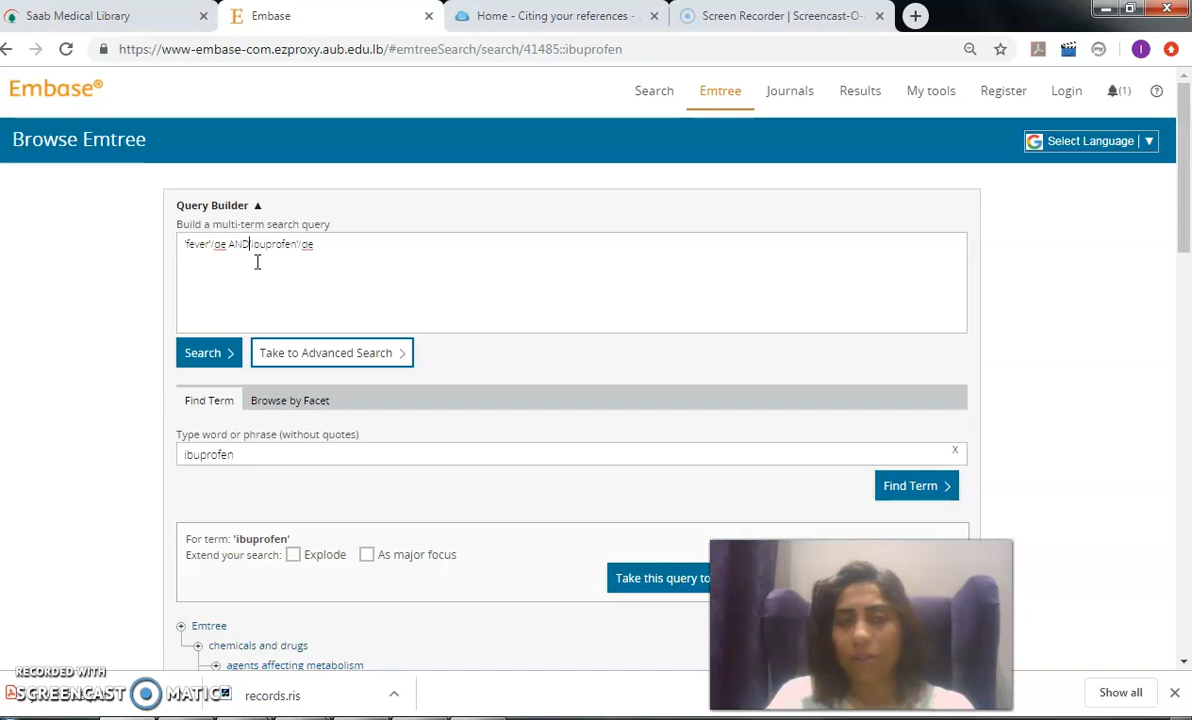 Saab Medical Library
Embase
Home - Citing your references -
Screen Recorder | Screencast-O-
https://www-embase-com.ezproxy.aub.edu.lb/#emtreeSearch/search/41485::ibuprofen
Embase®
Search
Emtree
Journals
Results
My tools
Register
Login
(1)
Browse Emtree
Select Language
Query Builder
Build a multi-term search query
'fever'/de AND'ibuprofen'/de
Search
Take to Advanced Search
Find Term
Browse by Facet
Type word or phrase (without quotes)
ibuprofen
X
Find Term
For term: 'ibuprofen'
Extend your search: Explode As major focus
Take this query to
Emtree
chemicals and drugs
agents affecting metabolism
RECORDED WITH
SCREENCAST MATIC
records.ris
Show all